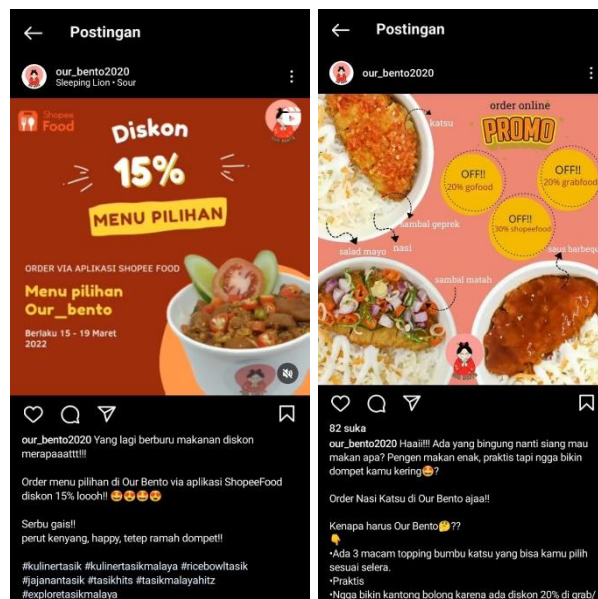 Postingan
our_bento2020
Sleeping Lion • Sour
Shopee
Food
Diskon
15%
MENU PILIHAN
ORDER VIA APLIKASI SHOPEE FOOD
Menu pilihan
Our__bento
Berlaku 15 - 19 Maret
2022
our_bento2020 Yang lagi berburu makanan diskon
merapaaattt!!!
Order menu pilihan di Our Bento via aplikasi ShopeeFood
diskon 15% loooh!! 🤩😍🤩😍
Serbu gais!!
perut kenyang, happy, tetep ramah dompet!!
#kulinertasik #kulinertasikmalaya #ricebowltasik
#jajanantasik #tasikhits #tasikmalayahitz
#exploretasikmalaya
Postingan
our_bento2020
order online
PROMO
katsu
OFF!!
20% gofood
OFF!!
20% grabfood
OFF!!
30% shopeefood
sambal geprek
salad mayo
nasi
saus barbequ
sambal matah
82 suka
our_bento2020 Haaii!!! Ada yang bingung nanti siang mau
makan apa? Pengen makan enak, praktis tapi ngga bikin
dompet kamu kering🤩?
Order Nasi Katsu di Our Bento ajaa!!
Kenapa harus Our Bento🤔??
👇
•Ada 3 macam topping bumbu katsu yang bisa kamu pilih
sesuai selera.
•Praktis
•Ngga bikin kantong bolong karena ada diskon 20% di grab/